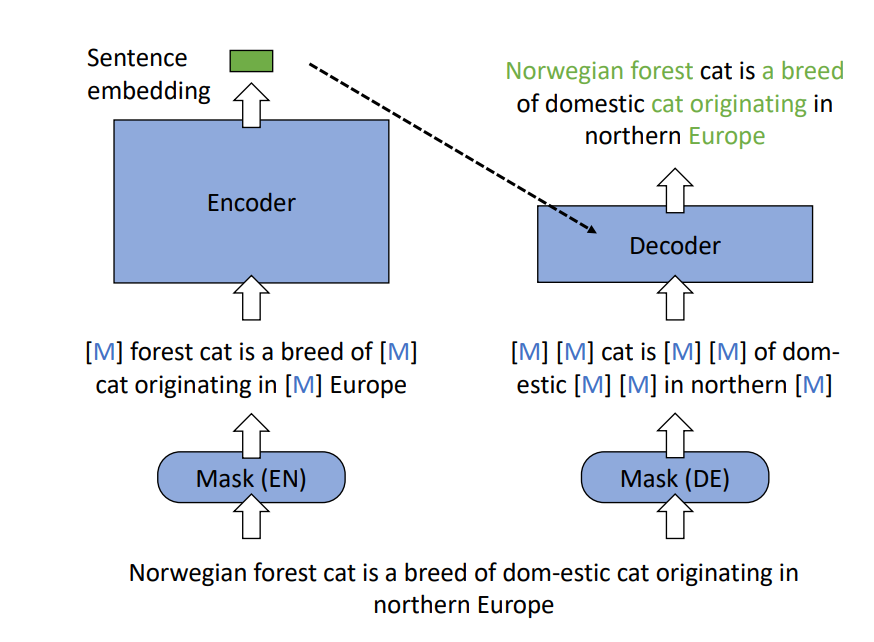 Sentence
embedding
Norwegian forest cat is a breed
of domestic cat originating in
northern Europe
Encoder
Decoder
[M] forest cat is a breed of [M]
cat originating in [M] Europe
[M] [M] cat is [M] [M] of dom-
estic [M] [M] in northern [M]
Mask (EN)
Mask (DE)
Norwegian forest cat is a breed of dom-estic cat originating in
northern Europe